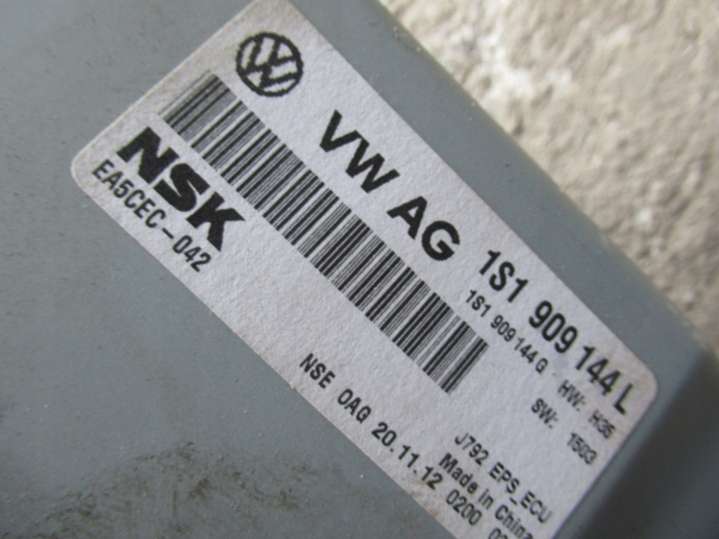 VW AG
1S1 909 144 L
1S1 909 144 G HW: H36
SW: 1503
NSK
EA5CEC-042
NSE 0AG 20.11.12 0200
J792 EPS_ECU
Made in China